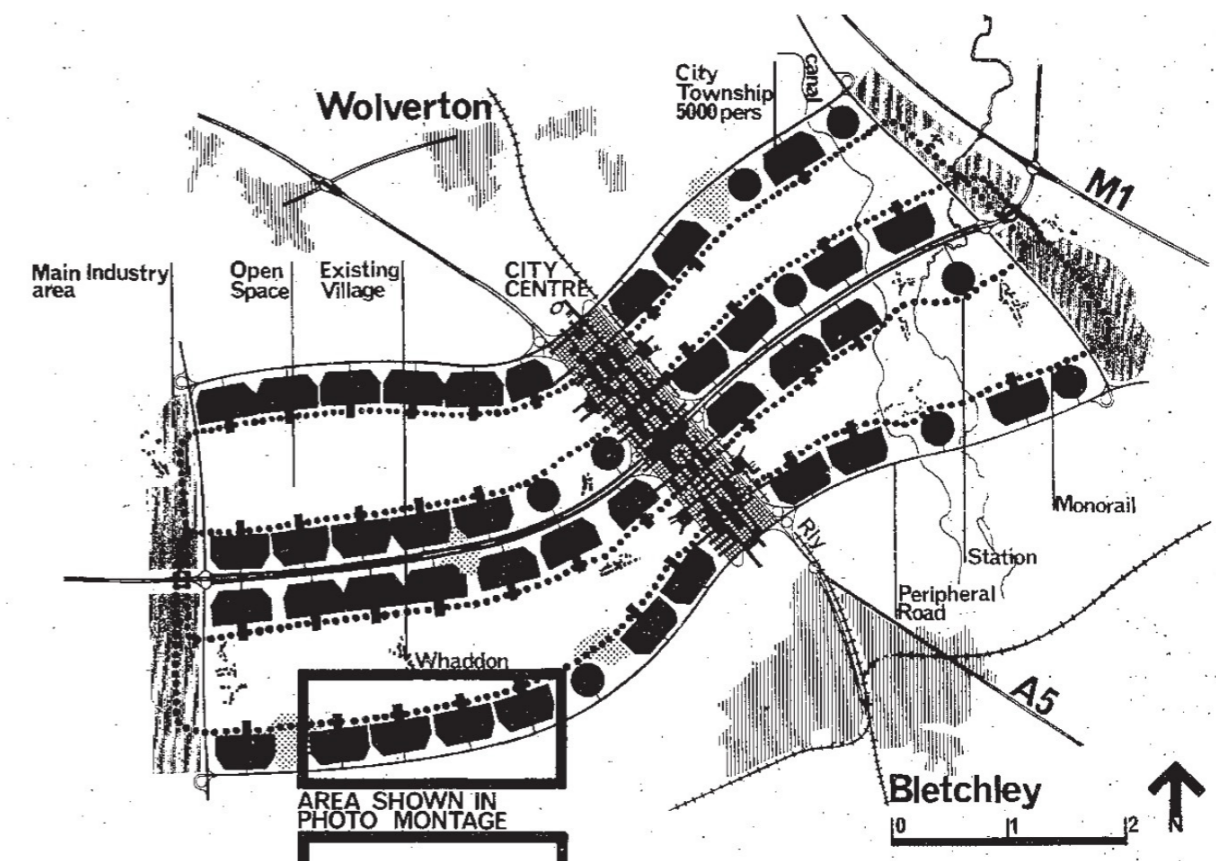 Wolverton
City
Township
5000 pers
canal
M1
Main Industry
area
Open
Space
Existing
Village
CITY
CENTRE
Monorail
Station
Rly
Peripheral
Road
Whaddon
A5
AREA SHOWN IN
PHOTO MONTAGE
Bletchley
0 1 2
N